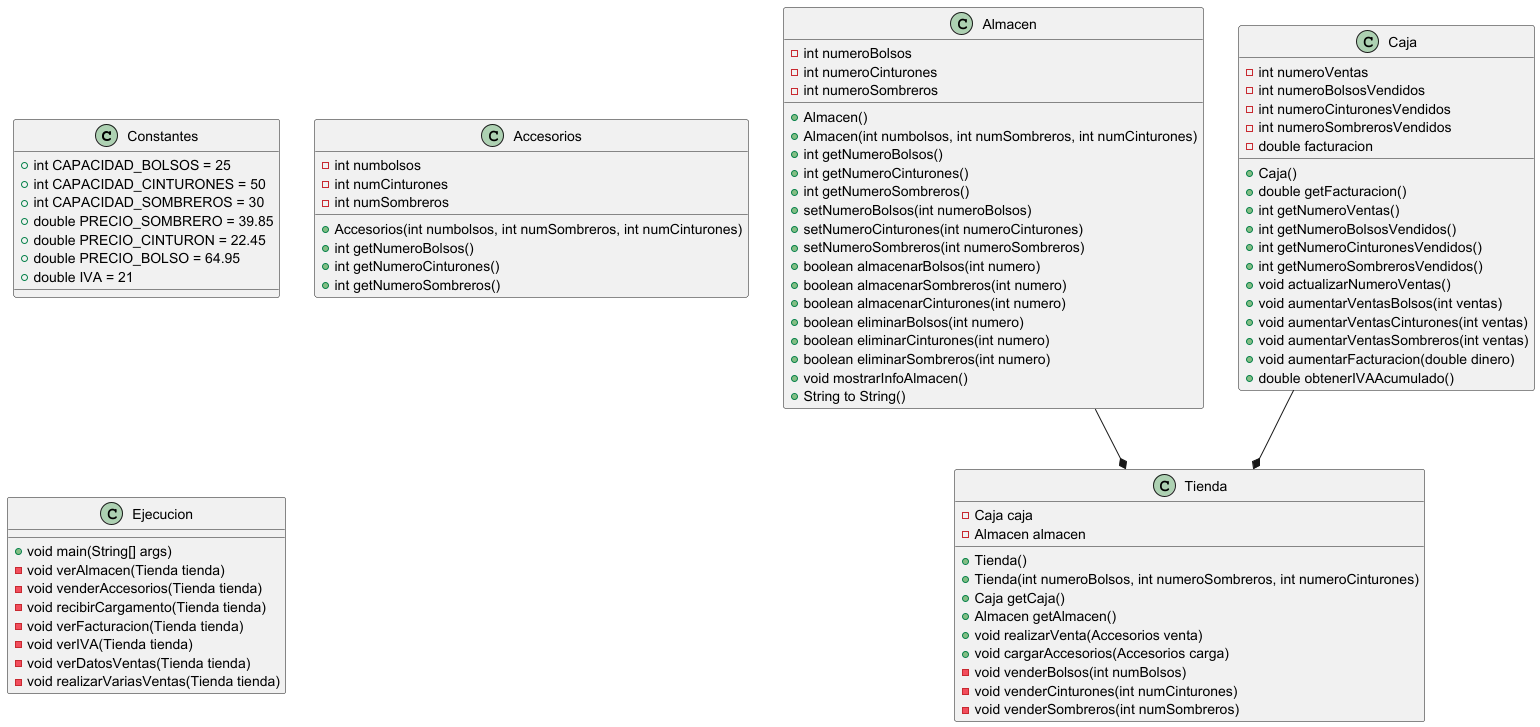 C Constantes
int CAPACIDAD_BOLSOS = 25
int CAPACIDAD_CINTURONES = 50
int CAPACIDAD_SOMBREROS = 30
double PRECIO_SOMBRERO = 39.85
double PRECIO_CINTURON = 22.45
double PRECIO_BOLSO = 64.95
double IVA = 21
C Accesorios
int numbolsos
int numCinturones
int numSombreros
Accesorios(int numbolsos, int numSombreros, int numCinturones)
int getNumeroBolsos()
int getNumeroCinturones()
int getNumeroSombreros()
C Almacen
int numeroBolsos
int numeroCinturones
int numeroSombreros
Almacen()
Almacen(int numbolsos, int numSombreros, int numCinturones)
int getNumeroBolsos()
int getNumeroCinturones()
int getNumeroSombreros()
setNumeroBolsos(int numeroBolsos)
setNumeroCinturones(int numeroCinturones)
setNumeroSombreros(int numeroSombreros)
boolean almacenarBolsos(int numero)
boolean almacenarSombreros(int numero)
boolean almacenarCinturones(int numero)
boolean eliminarBolsos(int numero)
boolean eliminarCinturones(int numero)
boolean eliminarSombreros(int numero)
void mostrarInfoAlmacen()
String to String()
C Caja
int numeroVentas
int numeroBolsosVendidos
int numeroCinturonesVendidos
int numeroSombrerosVendidos
double facturacion
Caja()
double getFacturacion()
int getNumeroVentas()
int getNumeroBolsosVendidos()
int getNumeroCinturonesVendidos()
int getNumeroSombrerosVendidos()
void actualizarNumeroVentas()
void aumentarVentasBolsos(int ventas)
void aumentarVentasCinturones(int ventas)
void aumentarVentasSombreros(int ventas)
void aumentarFacturacion(double dinero)
double obtenerIVAAcumulado()
C Ejecucion
void main(String[] args)
void verAlmacen(Tienda tienda)
void venderAccesorios(Tienda tienda)
void recibirCargamento(Tienda tienda)
void verFacturacion(Tienda tienda)
void verIVA(Tienda tienda)
void verDatosVentas(Tienda tienda)
void realizarVariasVentas(Tienda tienda)
C Tienda
Caja caja
Almacen almacen
Tienda()
Tienda(int numeroBolsos, int numeroSombreros, int numeroCinturones)
Caja getCaja()
Almacen getAlmacen()
void realizarVenta(Accesorios venta)
void cargarAccesorios(Accesorios carga)
void venderBolsos(int numBolsos)
void venderCinturones(int numCinturones)
void venderSombreros(int numSombreros)